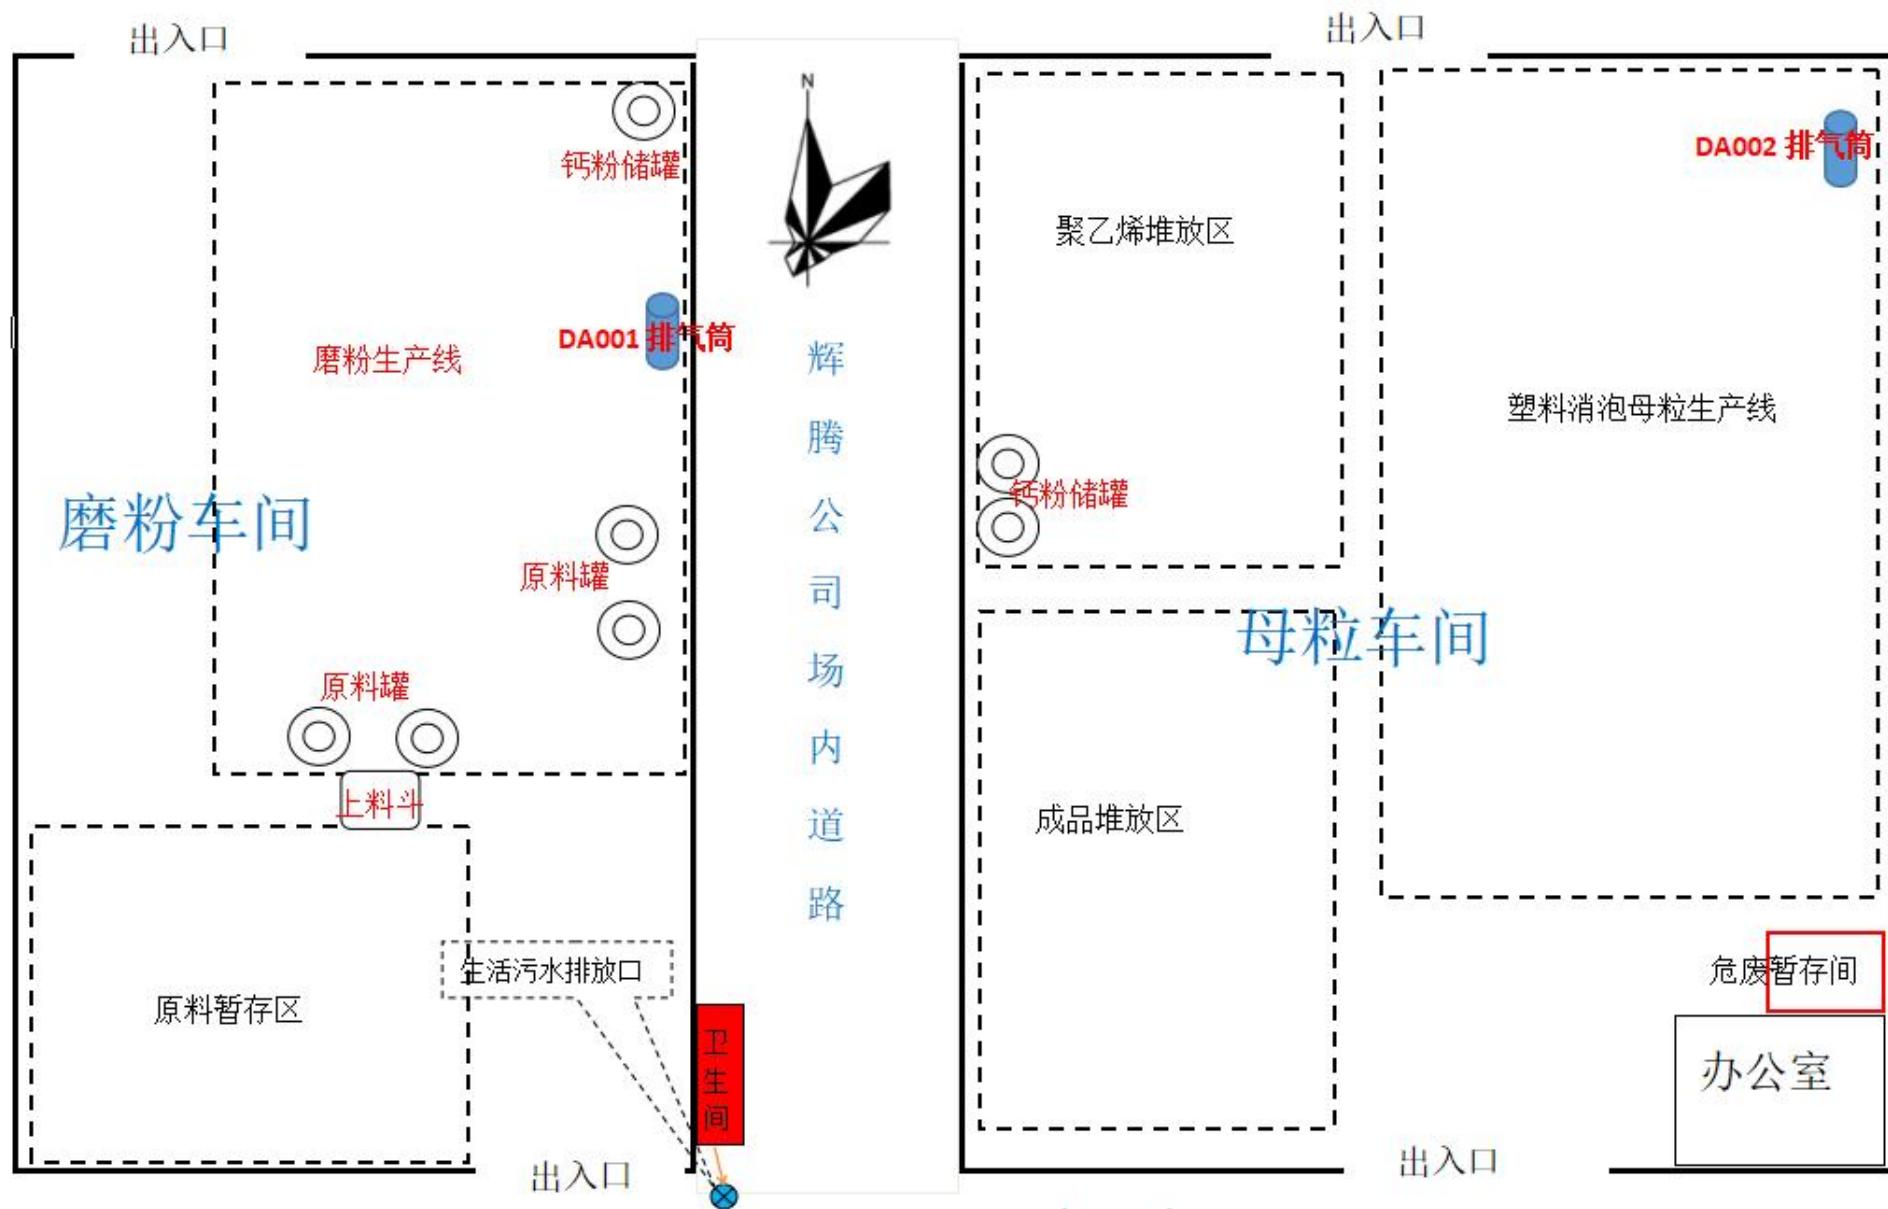 出入口
出入口
N
钙粉储罐
DA002 排气筒
聚乙烯堆放区
DA001 排气筒
磨粉生产线
辉腾公司场内道路
塑料消泡母粒生产线
钙粉储罐
磨粉车间
原料罐
母粒车间
原料罐
上料斗
成品堆放区
生活污水排放口
危废暂存间
原料暂存区
卫生间
办公室
出入口
出入口